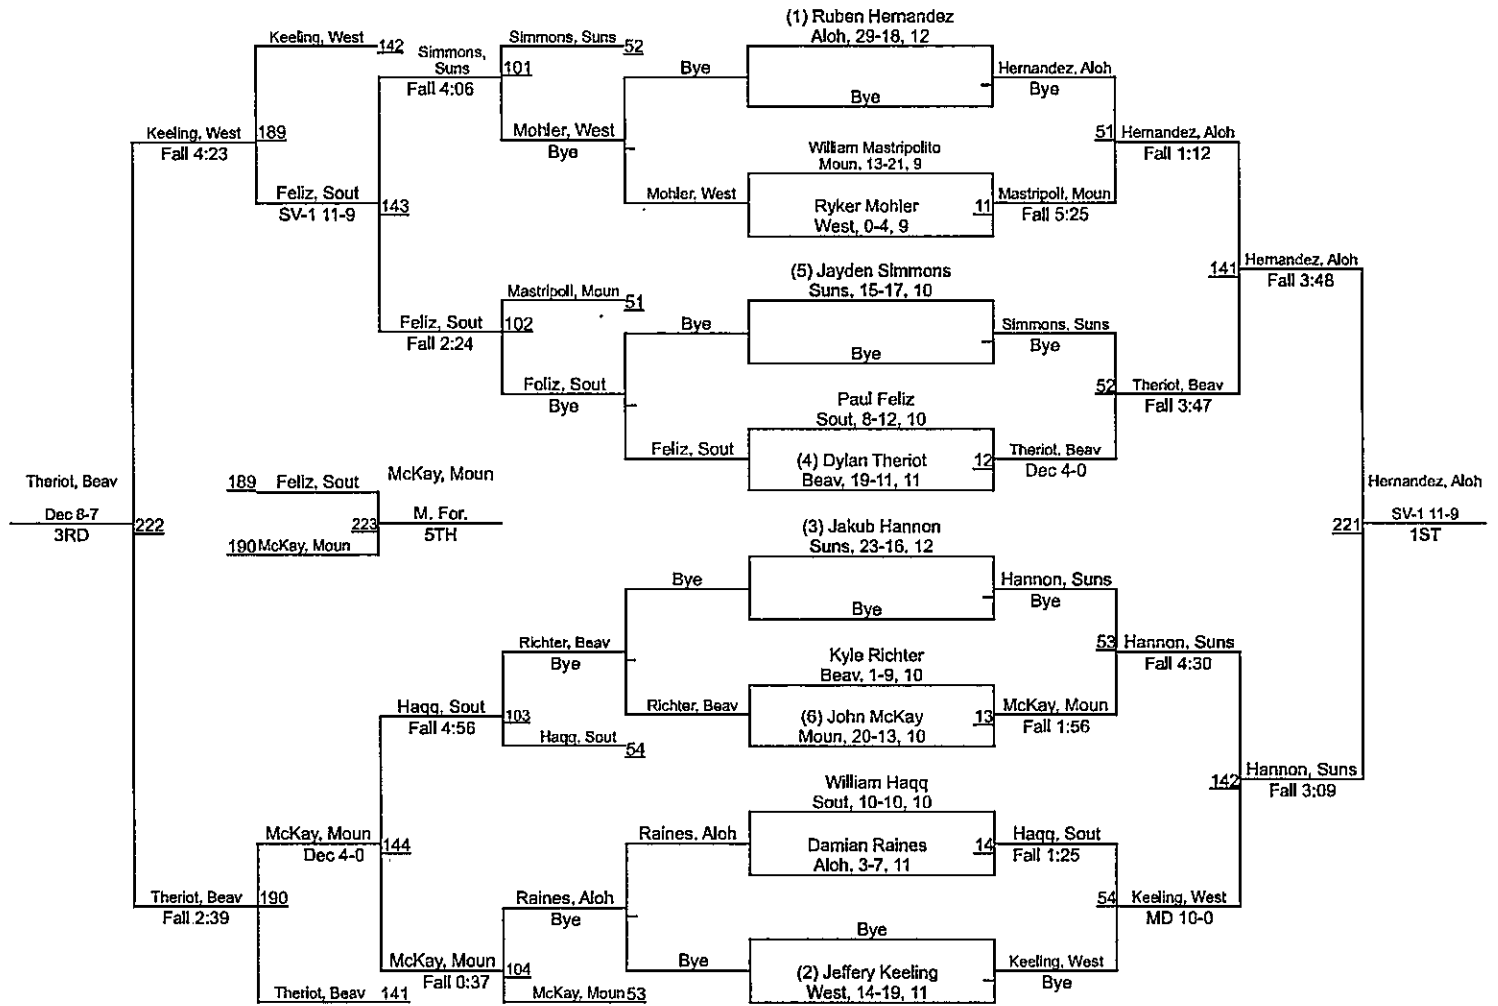 (1) Ruben Hernandez
Aloh, 29-18, 12
Bye
William Mastripolito
Moun, 13-21, 9
Ryker Mohler
West, 0-4, 9
11
(5) Jayden Simmons
Suns, 15-17, 10
Bye
Paul Feliz
Sout, 8-12, 10
(4) Dylan Theriot
Beav, 19-11, 11
12
(3) Jakub Hannon
Suns, 23-16, 12
Bye
Kyle Richter
Beav, 1-9, 10
(6) John McKay
Moun, 20-13, 10
13
William Haqq
Sout, 10-10, 10
Damian Raines
Aloh, 3-7, 11
14
Bye
(2) Jeffery Keeling
West, 14-19, 11
Hernandez, Aloh
Bye
51
Mastripoll, Moun
Fall 5:25
Simmons, Suns
Bye
52
Theriot, Beav
Dec 4-0
Hannon, Suns
Bye
53
McKay, Moun
Fall 1:56
Haqq, Sout
Fall 1:25
54
Keeling, West
Bye
Hernandez, Aloh
Fall 1:12
141
Theriot, Beav
Fall 3:47
Hannon, Suns
Fall 4:30
142
Keeling, West
MD 10-0
Hernandez, Aloh
Fall 3:48
221
Hannon, Suns
Fall 3:09
Hernandez, Aloh
SV-1 11-9
1ST
Bye
Mohler, West
Bye
Feliz, Sout
Bye
Richter, Beav
Raines, Aloh
Bye
Simmons, Suns 52
101
Mohler, West
Bye
Mastripoll, Moun
51
102
Foliz, Sout
Bye
Richter, Beav
Bye
103
Haqq, Sout
54
Raines, Aloh
Bye
104
McKay, Moun 53
Simmons,
Suns
Fall 4:06
143
Feliz, Sout
Fall 2:24
Haqq, Sout
Fall 4:56
144
McKay, Moun
Fall 0:37
Keeling, West 142
189
Feliz, Sout
SV-1 11-9
McKay, Moun
Dec 4-0
190
Theriot, Beav 141
Keeling, West
Fall 4:23
222
Theriot, Beav
Fall 2:39
Theriot, Beav
Dec 8-7
3RD
189 Feliz, Sout
223
190 McKay, Moun
McKay, Moun
M. For.
5TH